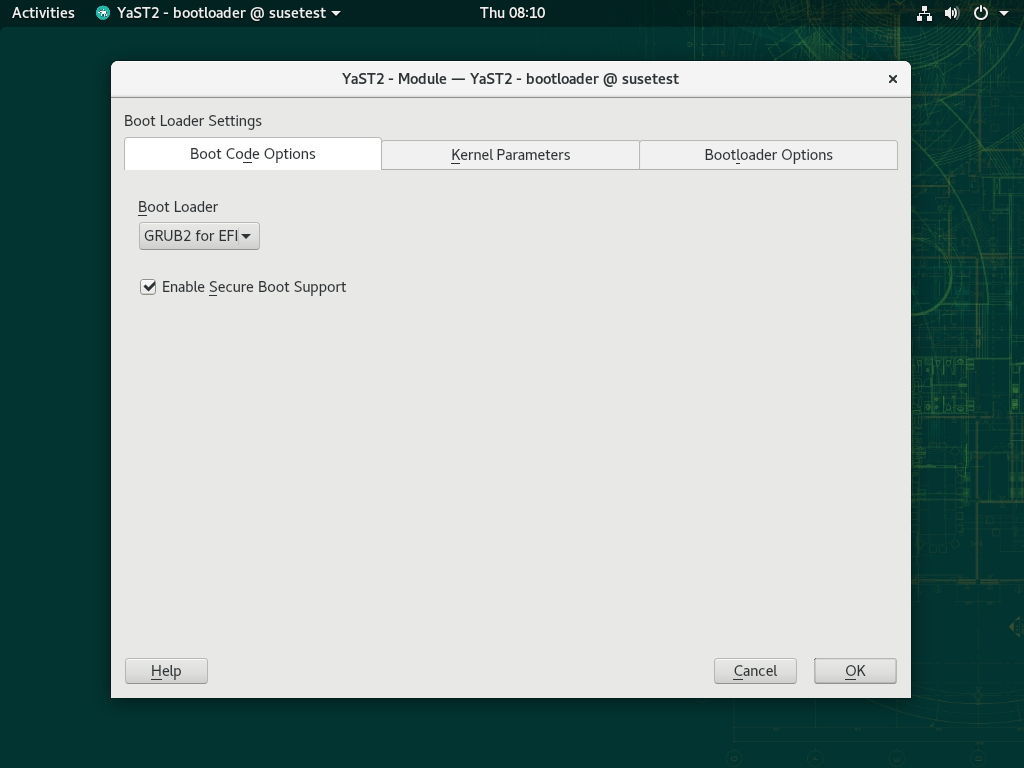 Activities YaST2 - bootloader @ susetest Thu 08:10
YaST2 - Module — YaST2 - bootloader @ susetest
Boot Loader Settings
Boot Code Options Kernel Parameters Bootloader Options
Boot Loader
GRUB2 for EFI
Enable Secure Boot Support
Help Cancel OK